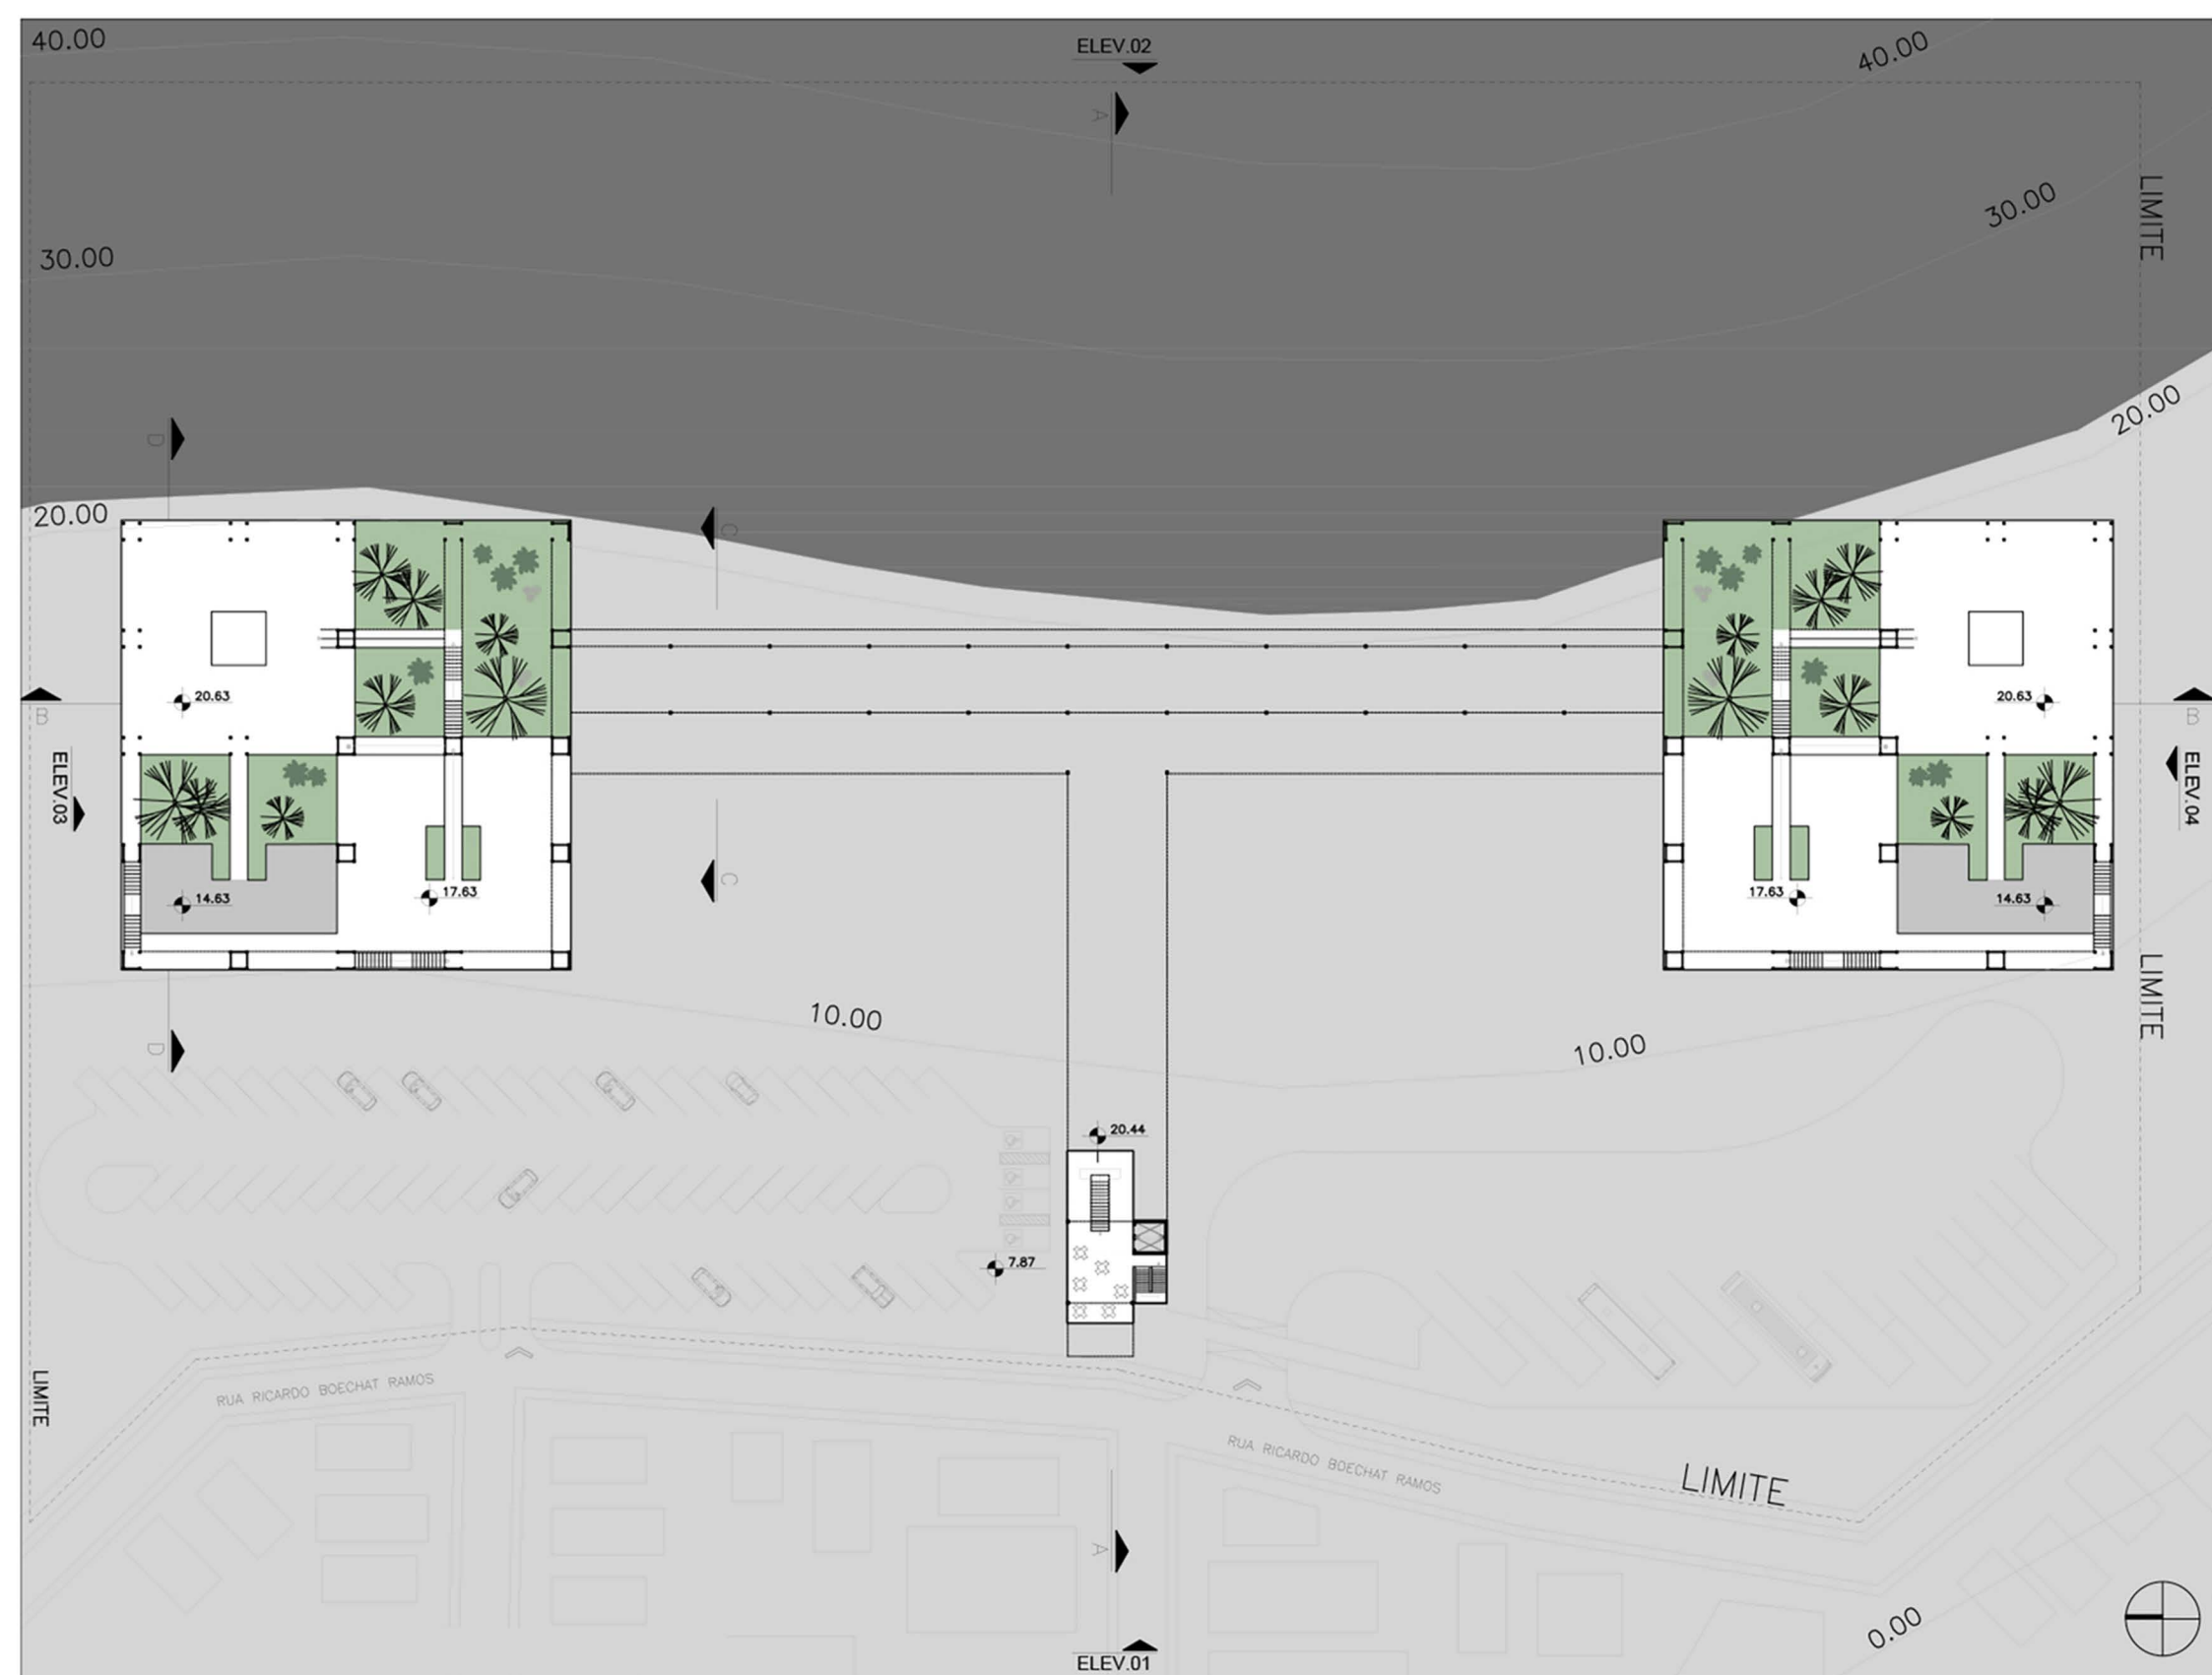 ELEV.02
40.00
40.00
A
LIMITE
30.00
30.00
20.00
D
20.00
C
20.63
20.63
B
B
ELEV.03
ELEV.04
C
14.63
17.63
17.63
14.63
LIMITE
10.00
10.00
D
20.44
7.87
LIMITE
RUA RICARDO BOECHAT RAMOS
RUA RICARDO BOECHAT RAMOS
LIMITE
A
0.00
ELEV.01